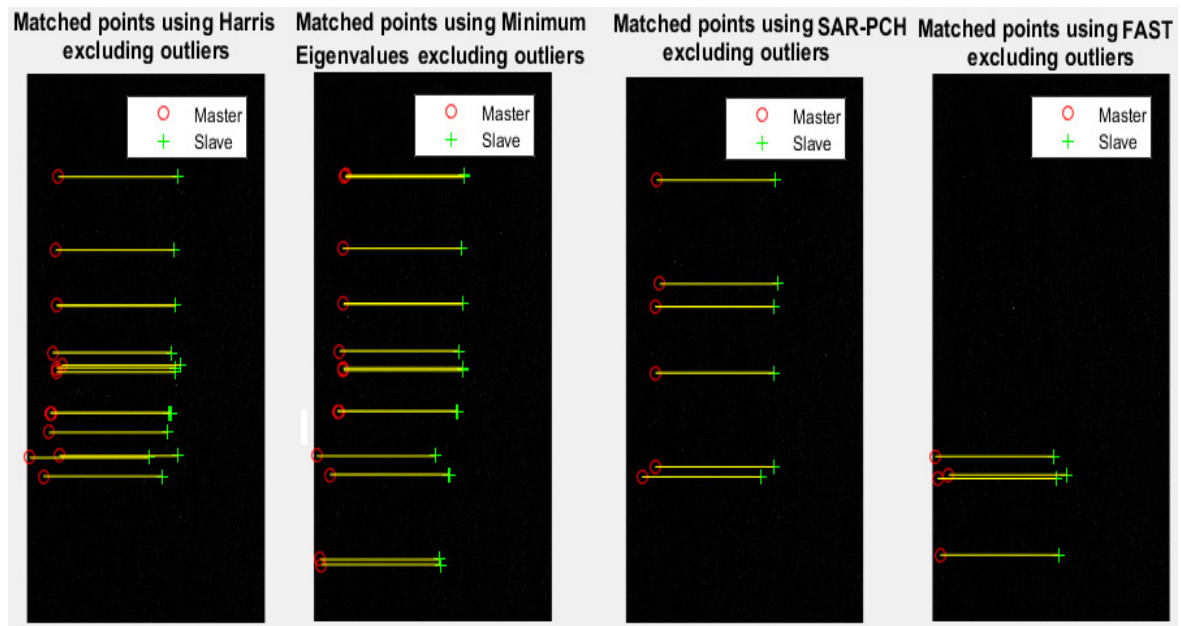 Matched points using Harris
excluding outliers
Master
Slave
Matched points using Minimum
Eigenvalues excluding outliers
Master
Slave
Matched points using SAR-PCH
excluding outliers
Master
Slave
Matched points using FAST
excluding outliers
Master
Slave